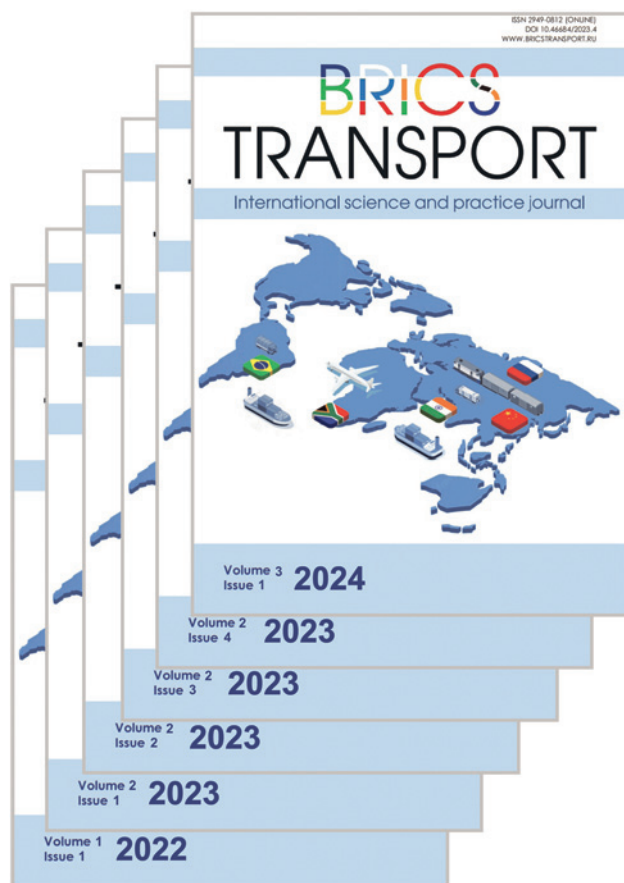 ISSN 2949-0812 (ONLINE)
DOI 10.46684/2023.4
WWW.BRICSTRANSPORT.RU
BRICS
TRANSPORT
International science and practice journal
Volume 3
Issue 1 2024
Volume 2
Issue 4 2023
Volume 2
Issue 3 2023
Volume 2
Issue 2 2023
Volume 2
Issue 1 2023
Volume 1
Issue 1 2022